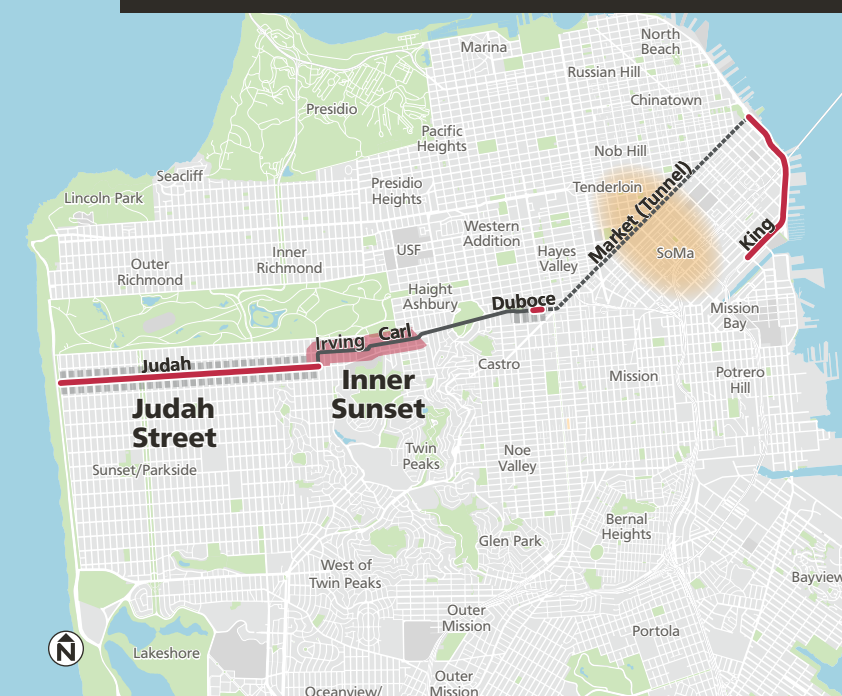 North
Beach
Marina
Russian Hill
Chinatown
Presidio
Pacific
Heights
Nob Hill
Seacliff
Lincoln Park
Presidio
Heights
Tenderloin
Market (Tunnel)
Western
Addition
King
USF
Hayes
Valley
SoMa
Outer
Richmond
Inner
Richmond
Haight
Ashbury
Duboce
Mission
Bay
Irving
Carl
Judah
Castro
Mission
Potrero
Hill
Inner
Sunset
Judah
Street
Twin
Peaks
Noe
Valley
Sunset/Parkside
Bernal
Heights
Glen Park
West of
Twin Peaks
Bayview
Outer
Mission
Portola
N
Lakeshore
Outer
Mission
Oceanview/